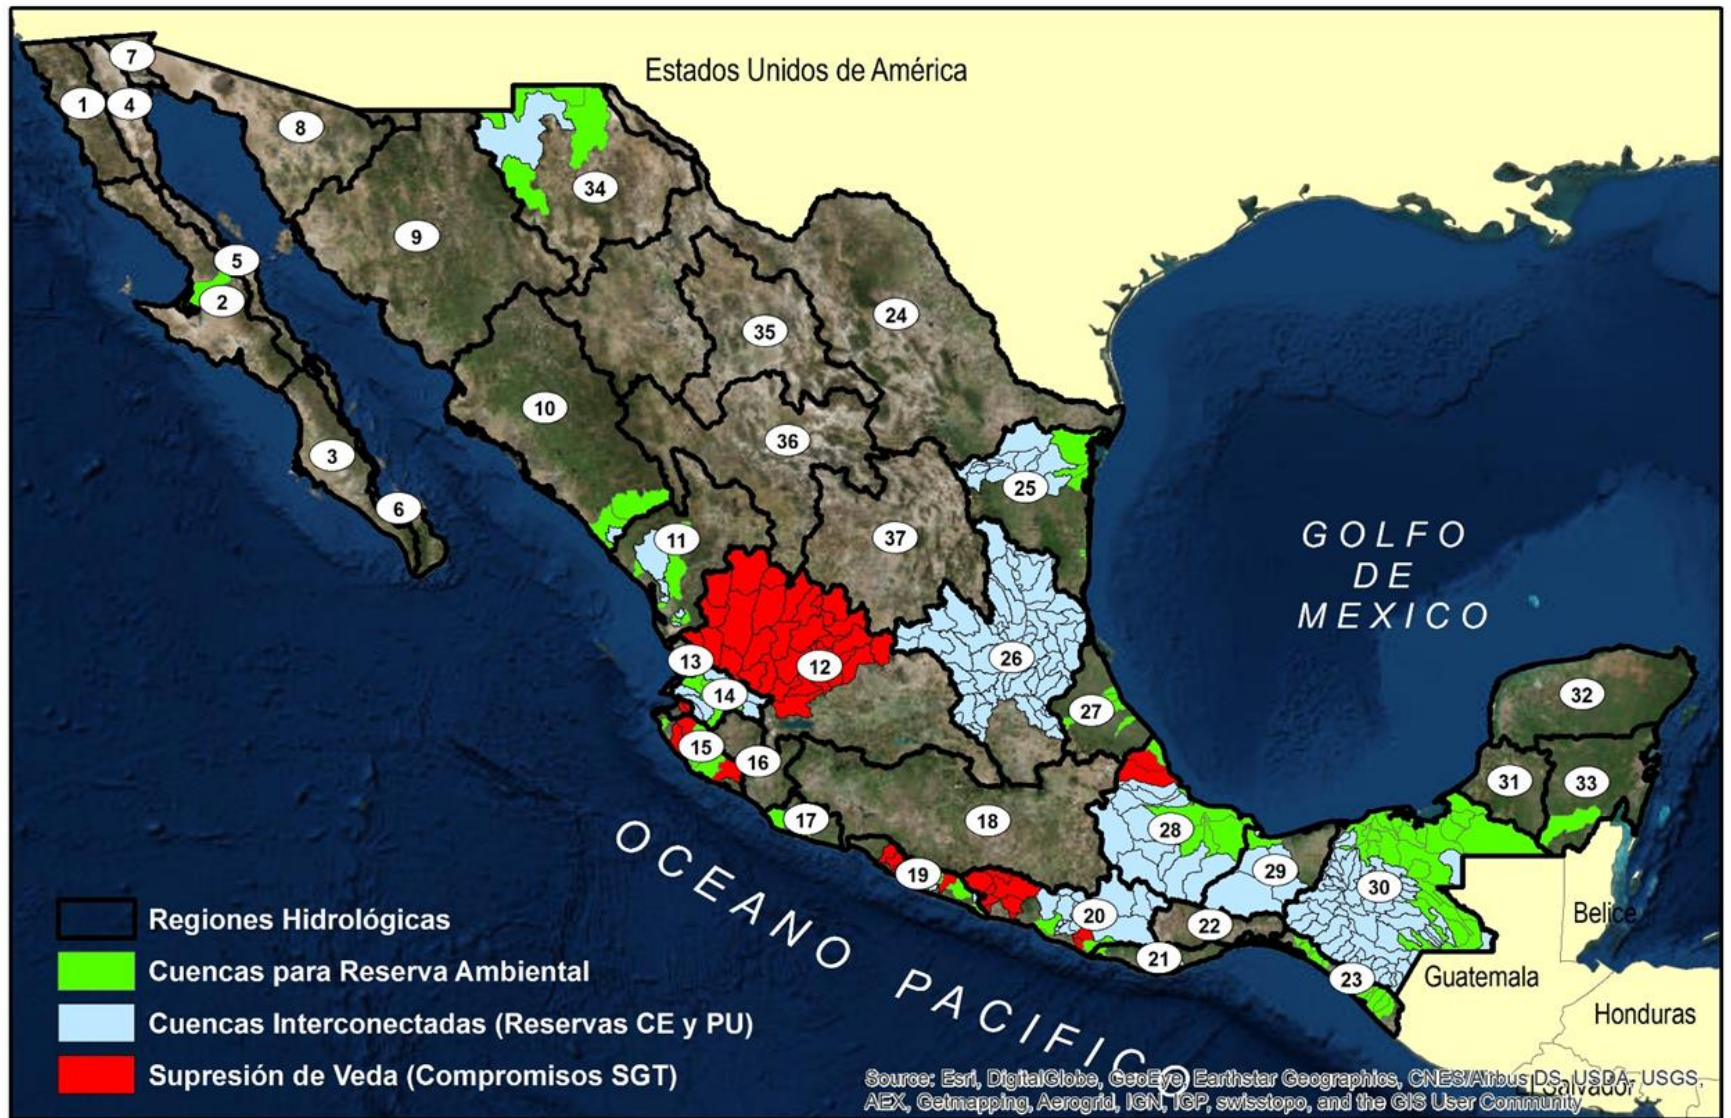 Estados Unidos de América
7
1
4
8
34
9
5
2
24
35
10
36
3
25
6
11
37
GOLFO
DE
MEXICO
13
12
26
14
32
27
15
16
31
33
17
18
28
19
29
30
20
22
21
23
OCEANO PACIFICO
Belice
Guatemala
Honduras
El Salvador
Regiones Hidrológicas
Cuencas para Reserva Ambiental
Cuencas Interconectadas (Reservas CE y PU)
Supresión de Veda (Compromisos SGT)
Source: Esri, DigitalGlobe, GeoEye, Earthstar Geographics, CNES/Airbus DS, USDA, USGS,
AEX, Getmapping, Aerogrid, IGN, IGP, swisstopo, and the GIS User Community